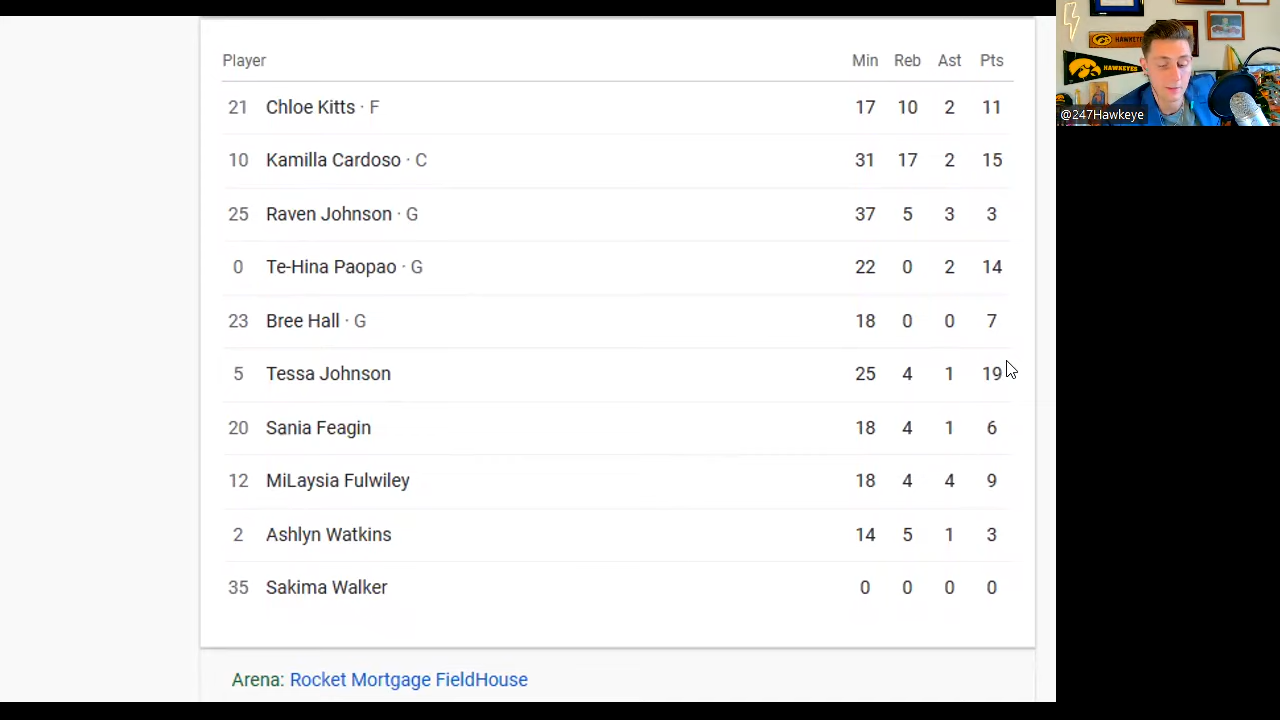 Player Min Reb Ast Pts
21 Chloe Kitts · F 17 10 2 11
10 Kamilla Cardoso · C 31 17 2 15
25 Raven Johnson · G 37 5 3 3
0 Te-Hina Paopao · G 22 0 2 14
23 Bree Hall · G 18 0 0 7
5 Tessa Johnson 25 4 1 19
20 Sania Feagin 18 4 1 6
12 MiLaysia Fulwiley 18 4 4 9
2 Ashlyn Watkins 14 5 1 3
35 Sakima Walker 0 0 0 0
Arena: Rocket Mortgage FieldHouse
HAWKEYES
@247Hawkeye